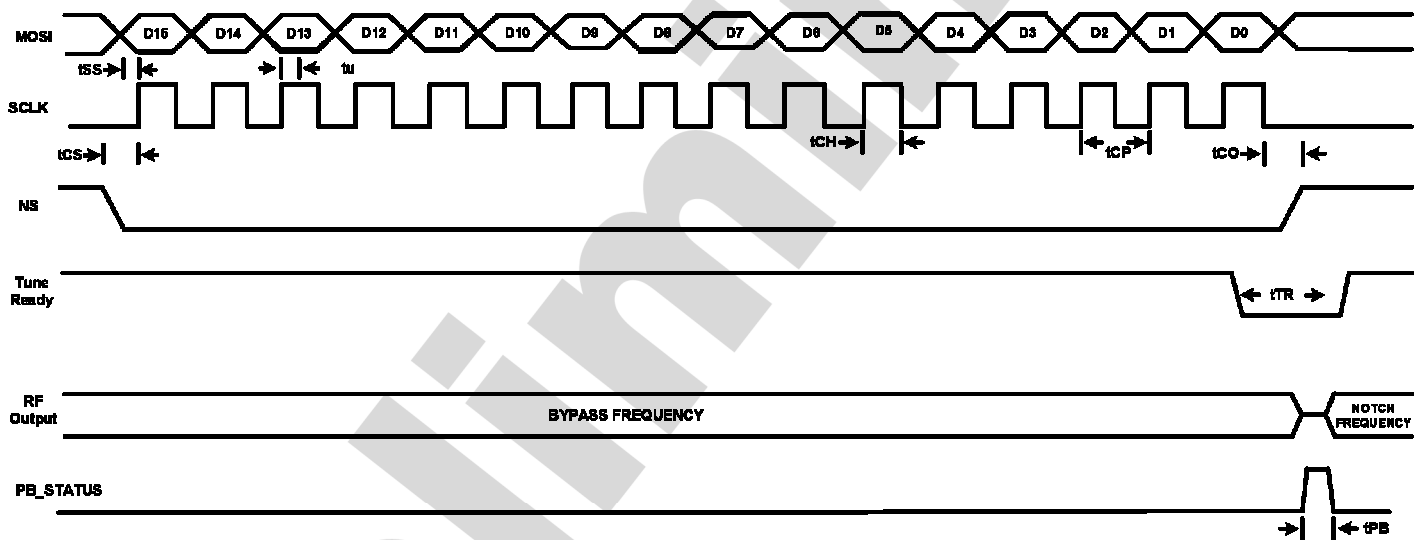 MOSI D15 D14 D13 D12 D11 D10 D9 D8 D7 D6 D5 D4 D3 D2 D1 D0
tSS tu
SCLK
tCS tCH tCP tCO
NS
Tune
Ready
tTR
RF
Output
BYPASS FREQUENCY
NOTCH
FREQUENCY
PB_STATUS
tPB
limin